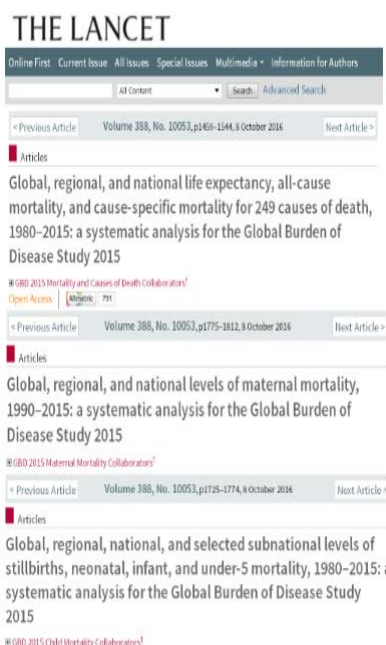 THE LANCET
Online First Current Issue All Issues Special Issues Multimedia Information for Authors
All Content Search Advanced Search
< Previous Article Volume 388, No. 10053, p1459–1544, 8 October 2016 Next Article >
Articles
Global, regional, and national life expectancy, all-cause
mortality, and cause-specific mortality for 249 causes of death,
1980–2015: a systematic analysis for the Global Burden of
Disease Study 2015
GBD 2015 Mortality and Causes of Death Collaborators†
Open Access Altmetric 791
< Previous Article Volume 388, No. 10053, p1775–1812, 8 October 2016 Next Article >
Articles
Global, regional, and national levels of maternal mortality,
1990–2015: a systematic analysis for the Global Burden of
Disease Study 2015
GBD 2015 Maternal Mortality Collaborators†
< Previous Article Volume 388, No. 10053, p1725–1774, 8 October 2016 Next Article >
Articles
Global, regional, national, and selected subnational levels of
stillbirths, neonatal, infant, and under-5 mortality, 1980–2015: a
systematic analysis for the Global Burden of Disease Study
2015
GBD 2015 Child Mortality Collaborators†